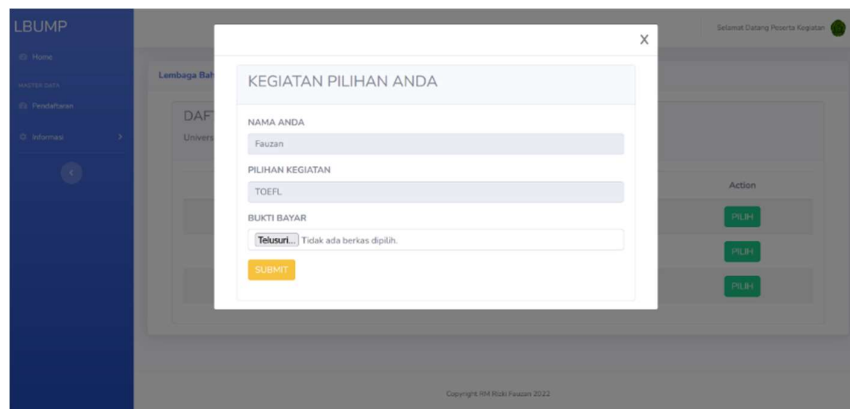 LBUMP
Selamat Datang Peserta Kegiatan
Home
MASTER DATA
Pendaftaran
Informasi
Lembaga Bah
DAFT
Univers
X
KEGIATAN PILIHAN ANDA
NAMA ANDA
Fauzan
PILIHAN KEGIATAN
TOEFL
BUKTI BAYAR
Telusuri... Tidak ada berkas dipilih.
SUBMIT
Action
PILIH
PILIH
PILIH
Copyright RM Rizki Fauzan 2022